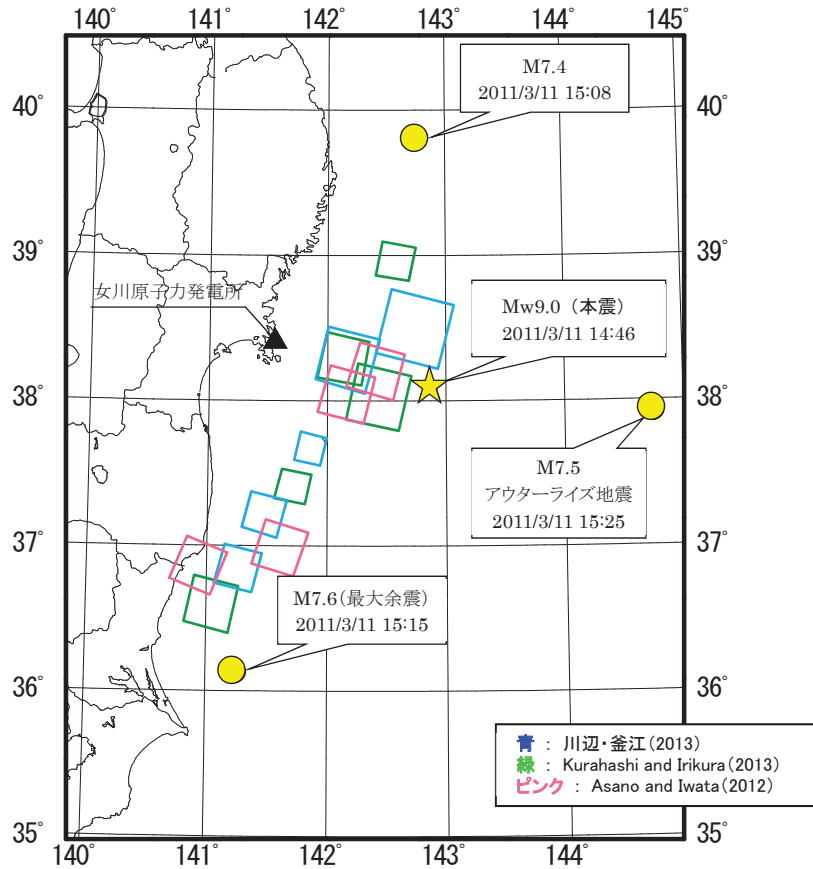 140° 141° 142° 143° 144° 145°
M7.4
2011/3/11 15:08
40° 40°
39° 39°
女川原子力発電所
Mw9.0（本震）
2011/3/11 14:46
38° 38°
M7.5
アウターライズ地震
2011/3/11 15:25
37° 37°
M7.6（最大余震）
2011/3/11 15:15
36° 36°
青 ： 川辺・釜江（2013）
緑 ： Kurahashi and Irikura（2013）
ピンク ： Asano and Iwata（2012）
35° 35°
140° 141° 142° 143° 144° 145°